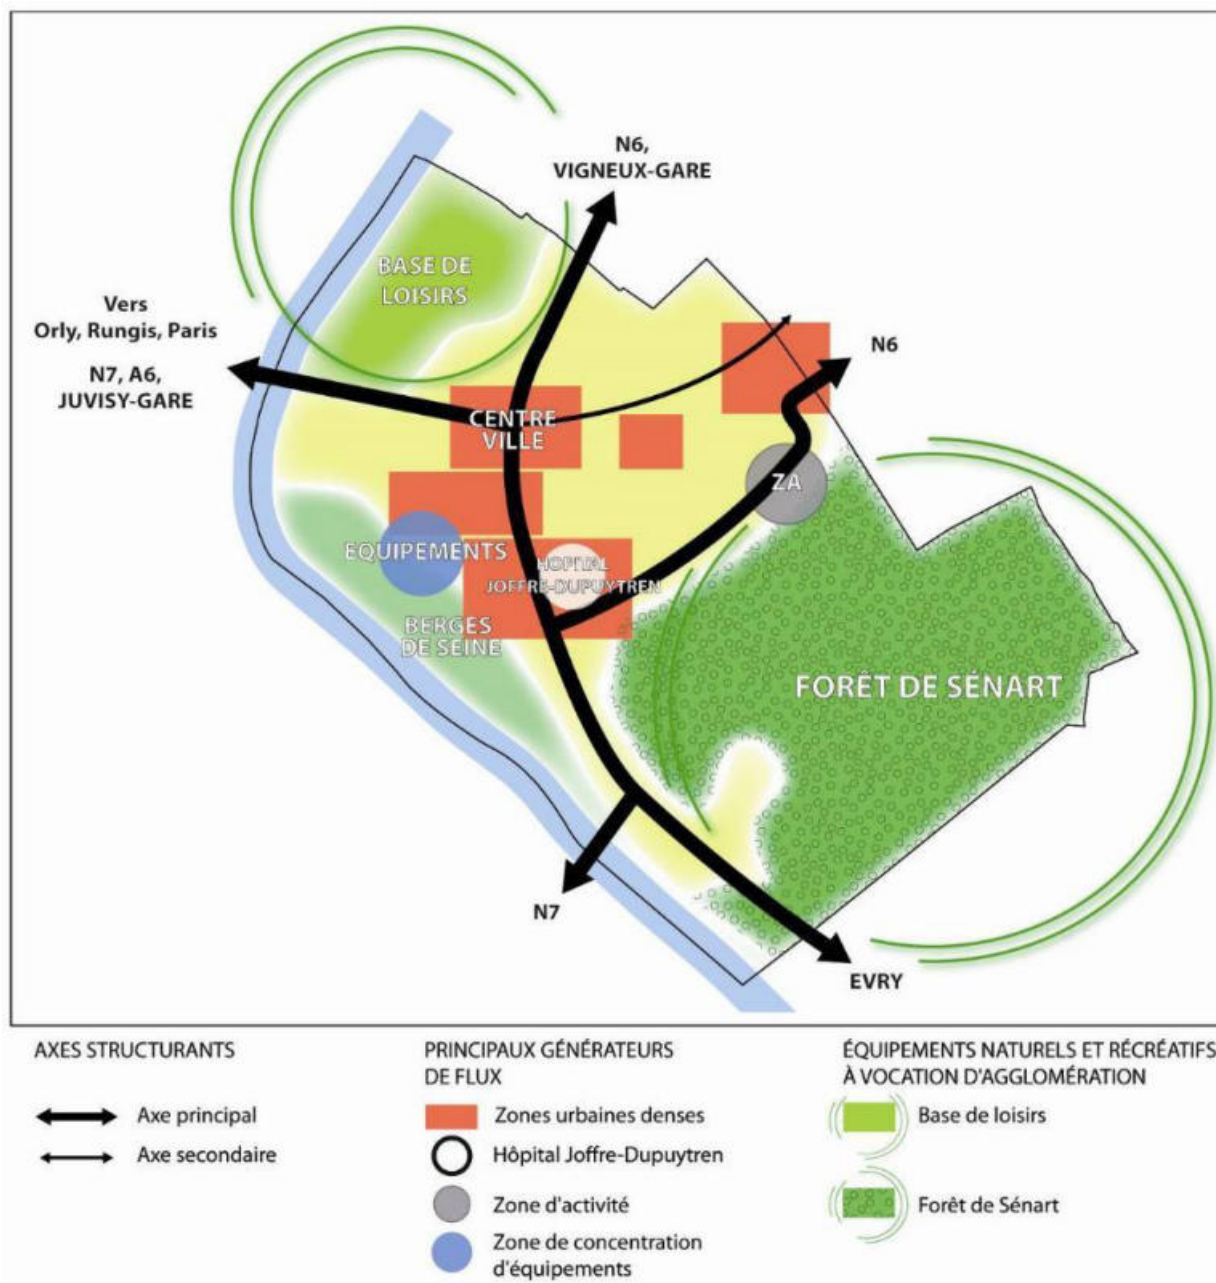 N6,
VIGNEUX-GARE
BASE DE
LOISIRS
Vers
Orly, Rungis, Paris
N7, A6,
JUVISY-GARE
N6
CENTRE
VILLE
ZA
EQUIPEMENTS
HOPITAL
JOFFRE-DUPUYTREN
BERGES
DE SEINE
FORÊT DE SÉNART
N7
EVRY
AXES STRUCTURANTS
Axe principal
Axe secondaire
PRINCIPAUX GÉNÉRATEURS
DE FLUX
Zones urbaines denses
Hôpital Joffre-Dupuytren
Zone d'activité
Zone de concentration
d'équipements
ÉQUIPEMENTS NATURELS ET RÉCRÉATIFS
À VOCATION D'AGGLOMÉRATION
Base de loisirs
Forêt de Sénart